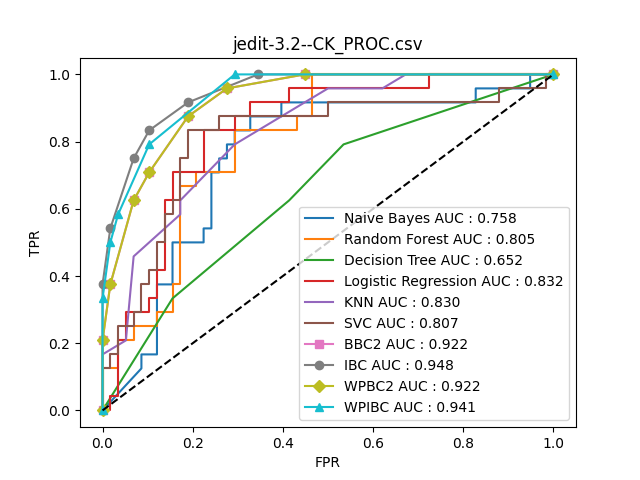 jedit-3.2--CK_PROC.csv
TPR
1.0
0.8
0.6
0.4
0.2
0.0
Naive Bayes AUC : 0.758
Random Forest AUC : 0.805
Decision Tree AUC : 0.652
Logistic Regression AUC : 0.832
KNN AUC : 0.830
SVC AUC : 0.807
BBC2 AUC : 0.922
IBC AUC : 0.948
WPBC2 AUC : 0.922
WPIBC AUC : 0.941
0.0 0.2 0.4 0.6 0.8 1.0
FPR